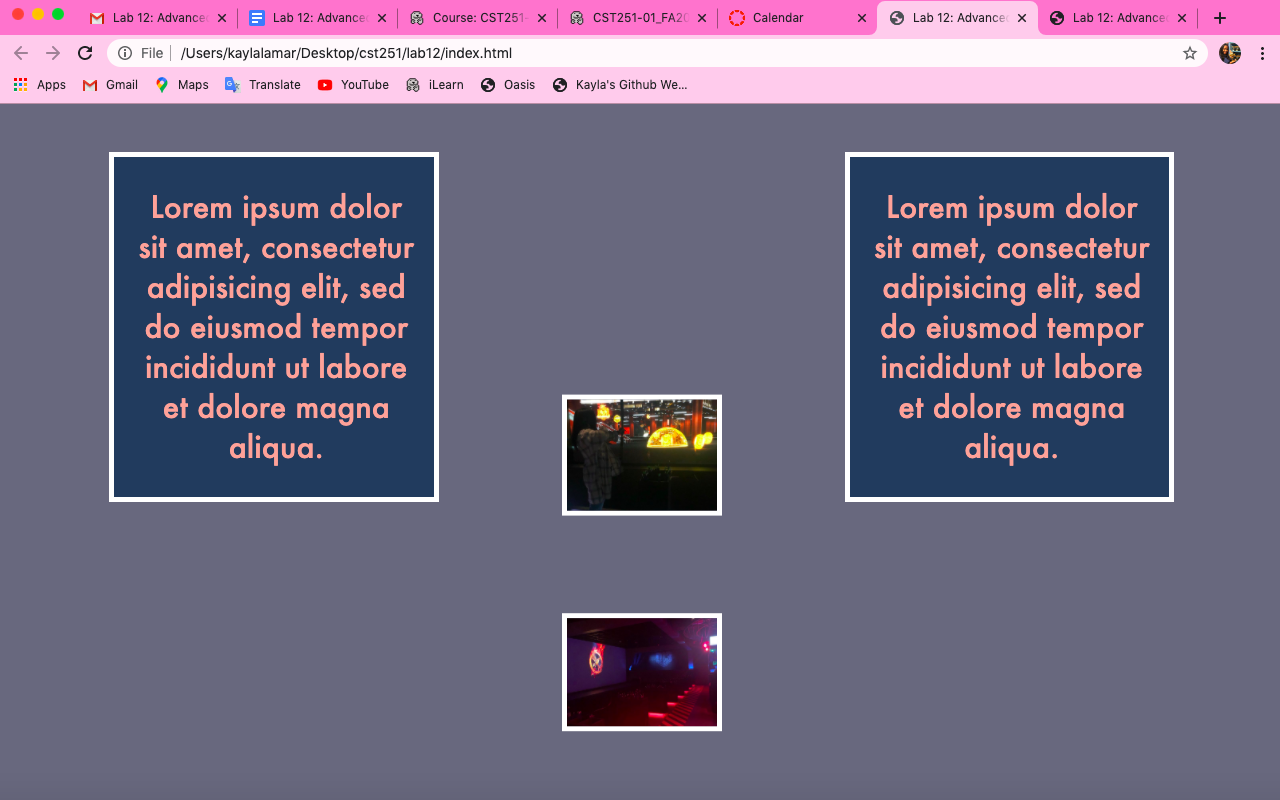 Lab 12: Advance
Lab 12: Advance
Course: CST251-
CST251-01_FA20
Calendar
Lab 12: Advance
Lab 12: Advance
File
/Users/kaylalamar/Desktop/cst251/lab12/index.html
Apps
Gmail
Maps
Translate
YouTube
iLearn
Oasis
Kayla's Github We...
Lorem ipsum dolor
sit amet, consectetur
adipisicing elit, sed
do eiusmod tempor
incididunt ut labore
et dolore magna
aliqua.
Lorem ipsum dolor
sit amet, consectetur
adipisicing elit, sed
do eiusmod tempor
incididunt ut labore
et dolore magna
aliqua.